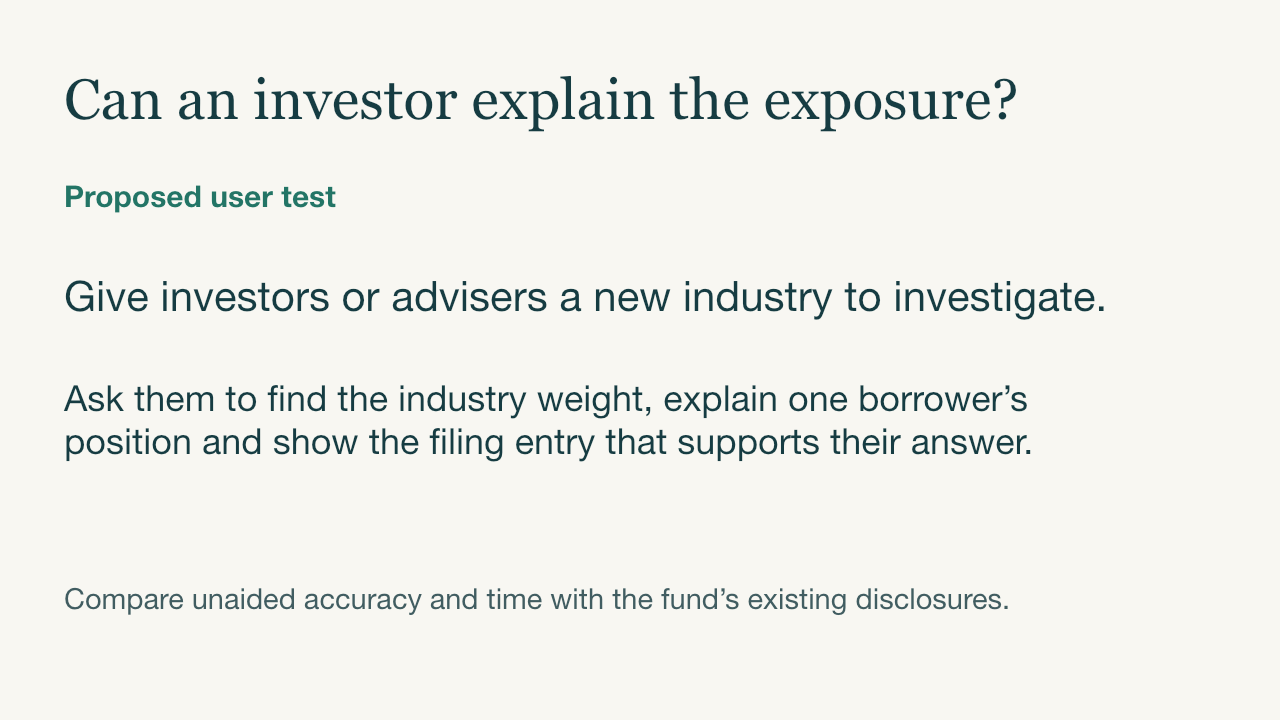 Can an investor explain the exposure?
Proposed user test
Give investors or advisers a new industry to investigate.
Ask them to find the industry weight, explain one borrower’s
position and show the filing entry that supports their answer.
Compare unaided accuracy and time with the fund’s existing disclosures.